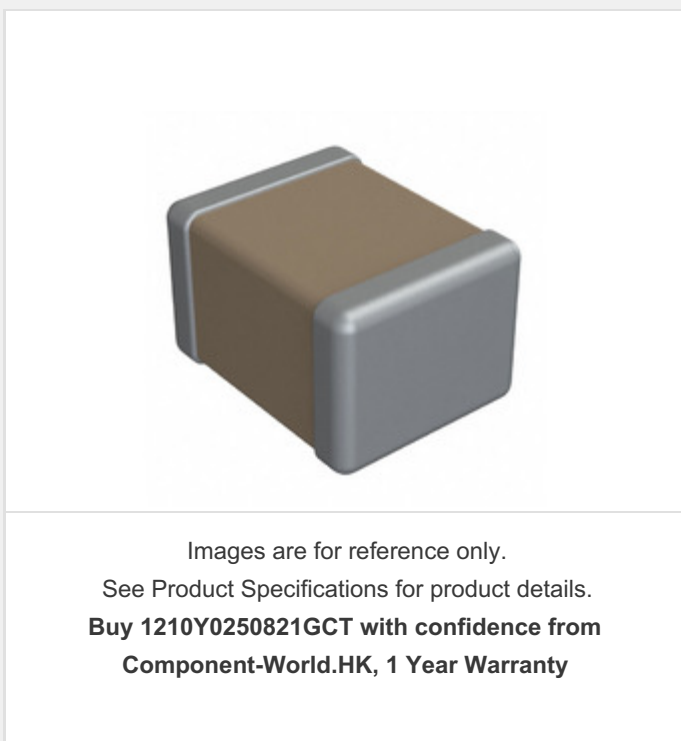 Images are for reference only.
See Product Specifications for product details.
Buy 1210Y0250821GCT with confidence from
Component-World.HK, 1 Year Warranty